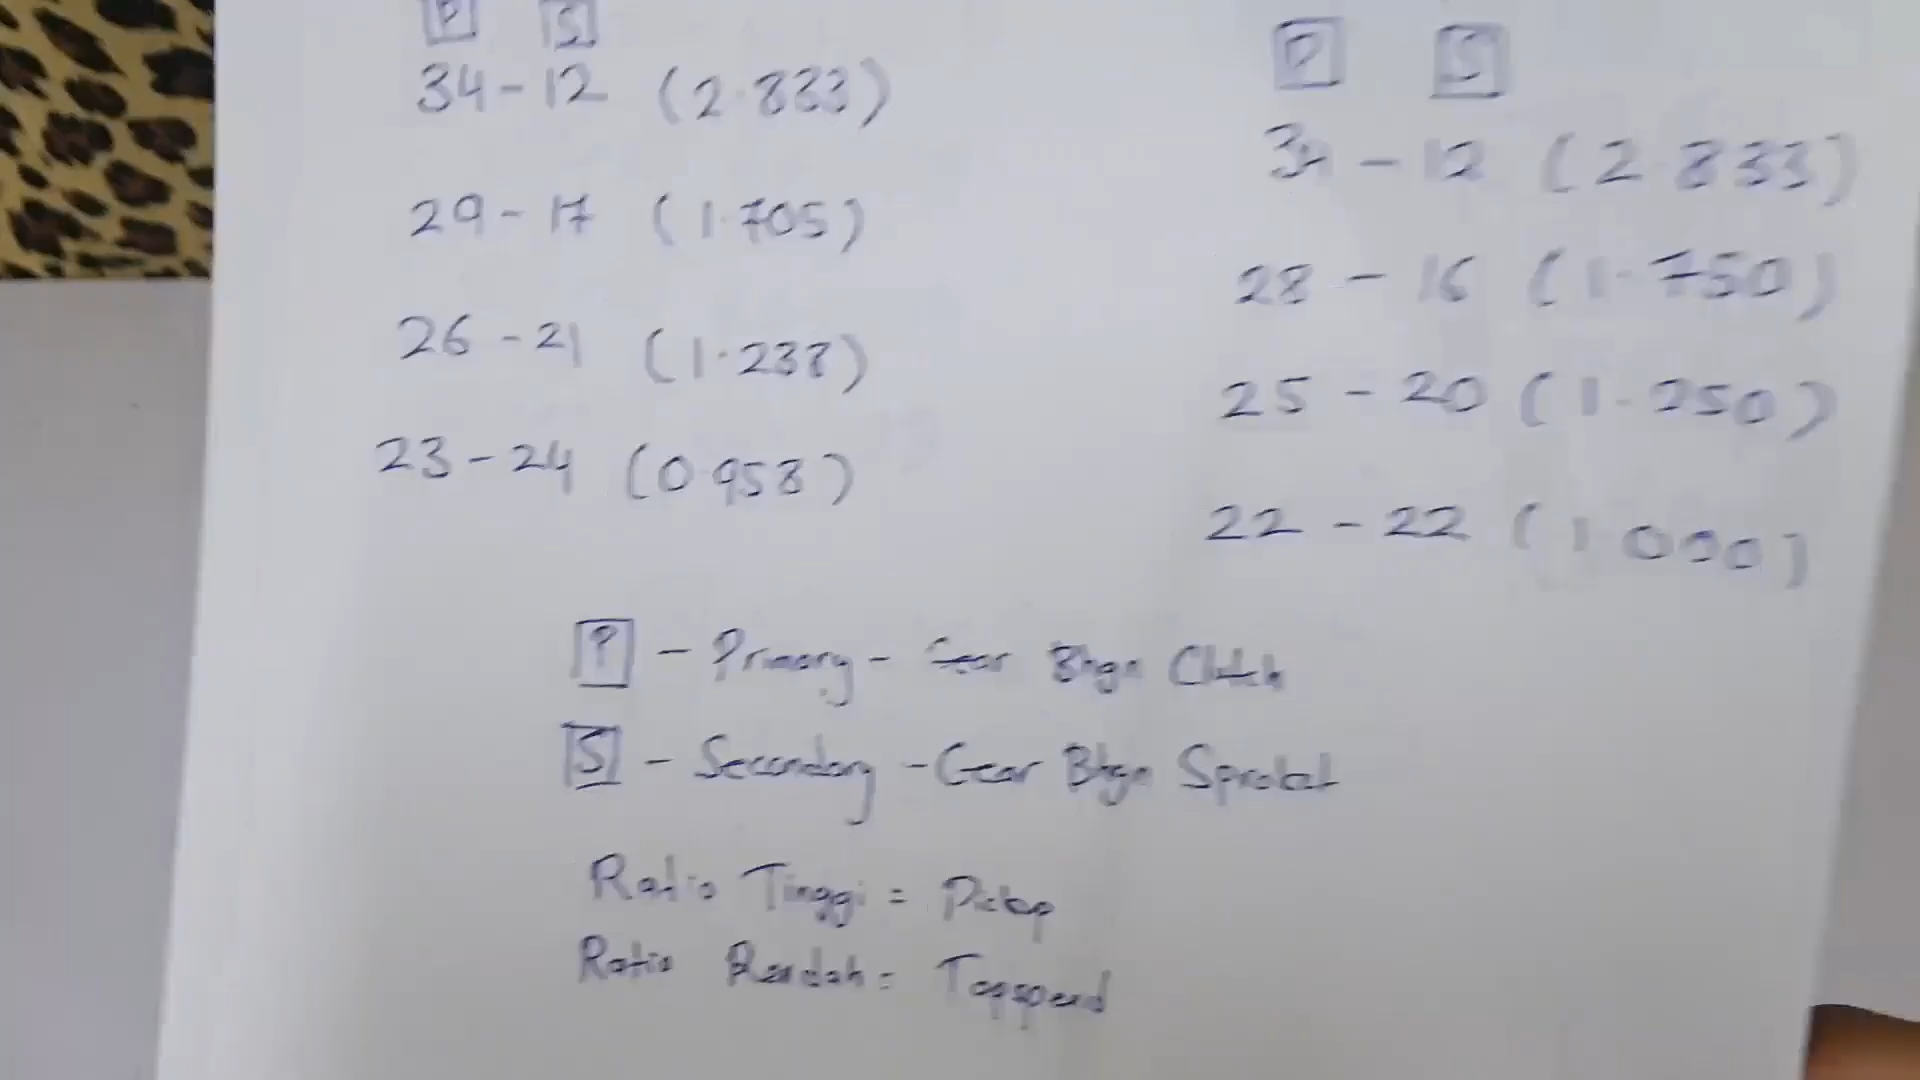 P S
34 - 12 (2.833)
29 - 17 (1.705)
26 - 21 (1.238)
23 - 24 (0.958)
P S
34 - 12 (2.833)
28 - 16 (1.750)
25 - 20 (1.250)
22 - 22 (1.000)
P - Primary - Gear Bhgn Clutch
S - Secondary - Gear Bhgn Sproket
Ratio Tinggi = Pickup
Ratio Rendah = Topspeed